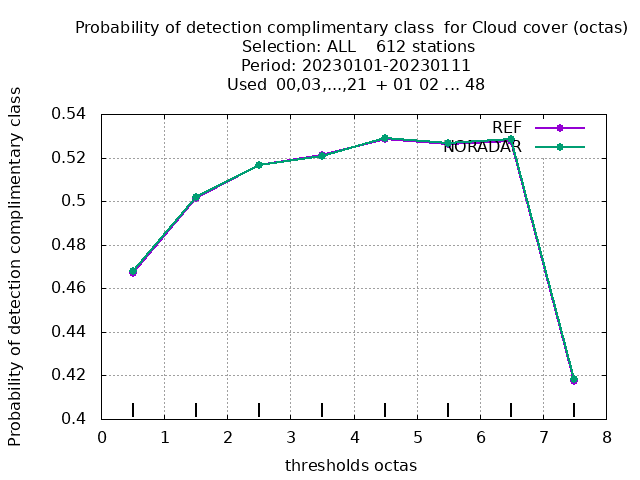 Probability of detection complimentary class  for Cloud cover (octas)
Selection: ALL    612 stations
Period: 20230101-20230111
Used  00,03,...,21  + 01 02 ... 48
Probability of detection complimentary class
0.54
0.52
0.5
0.48
0.46
0.44
0.42
0.4
REF
NORADAR
0 1 2 3 4 5 6 7 8
thresholds octas